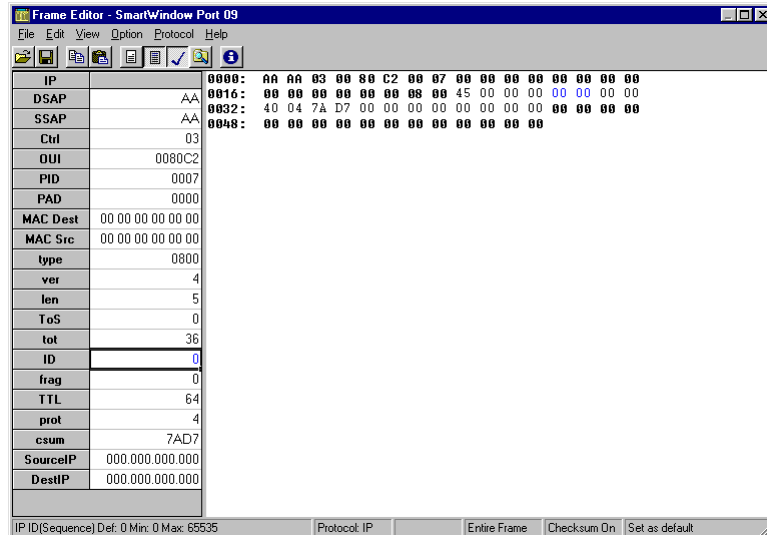 Frame Editor - SmartWindow Port 09
File Edit View Option Protocol Help
IP
DSAP AA
SSAP AA
Ctrl 03
OUI 0080C2
PID 0007
PAD 0000
MAC Dest 00 00 00 00 00 00
MAC Src 00 00 00 00 00 00
type 0800
ver 4
len 5
ToS 0
tot 36
ID 0
frag 0
TTL 64
prot 4
csum 7AD7
SourceIP 000.000.000.000
DestIP 000.000.000.000
0000: AA AA 03 00 80 C2 00 07 00 00 00 00 00 00 00 00
0016: 00 00 00 00 00 00 08 00 45 00 00 00 00 00 00 00
0032: 40 04 7A D7 00 00 00 00 00 00 00 00 00 00 00 00
0048: 00 00 00 00 00 00 00 00 00 00 00 00
IP ID(Sequence) Def: 0 Min: 0 Max: 65535 Protocol: IP Entire Frame Checksum On Set as default